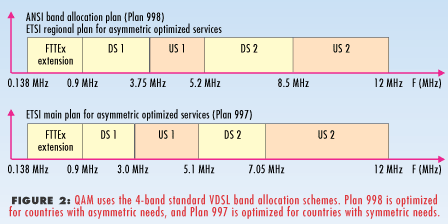 ANSI band allocation plan (Plan 998)
ETSI regional plan for asymmetric optimized services
FTTEx extension DS 1 US 1 DS 2 US 2
0.138 MHz 0.9 MHz 3.75 MHz 5.2 MHz 8.5 MHz 12 MHz F (MHz)
ETSI main plan for asymmetric optimized services (Plan 997)
FTTEx extension DS 1 US 1 DS 2 US 2
0.138 MHz 0.9 MHz 3.0 MHz 5.1 MHz 7.05 MHz 12 MHz F (MHz)
FIGURE 2: QAM uses the 4-band standard VDSL band allocation schemes. Plan 998 is optimized
for countries with asymetric needs, and Plan 997 is optimized for countries with symetric needs.